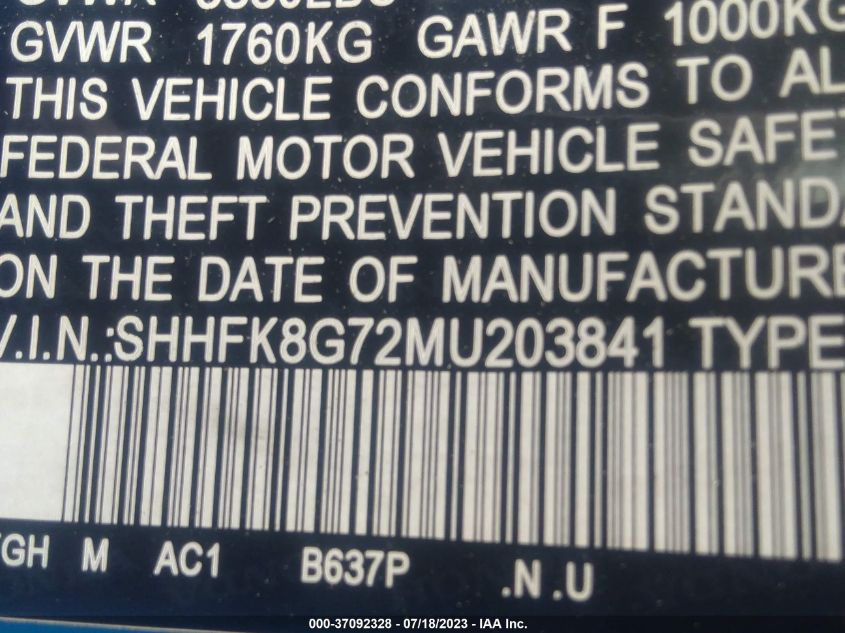 GVWR 1760KG GAWR F 1000KG
THIS VEHICLE CONFORMS TO AL
FEDERAL MOTOR VEHICLE SAFET
AND THEFT PREVENTION STANDA
ON THE DATE OF MANUFACTURE
V.I.N.:SHHFK8G72MU203841 TYPE
GH M AC1 B637P .N.U
000-37092328 - 07/18/2023 - IAA Inc.